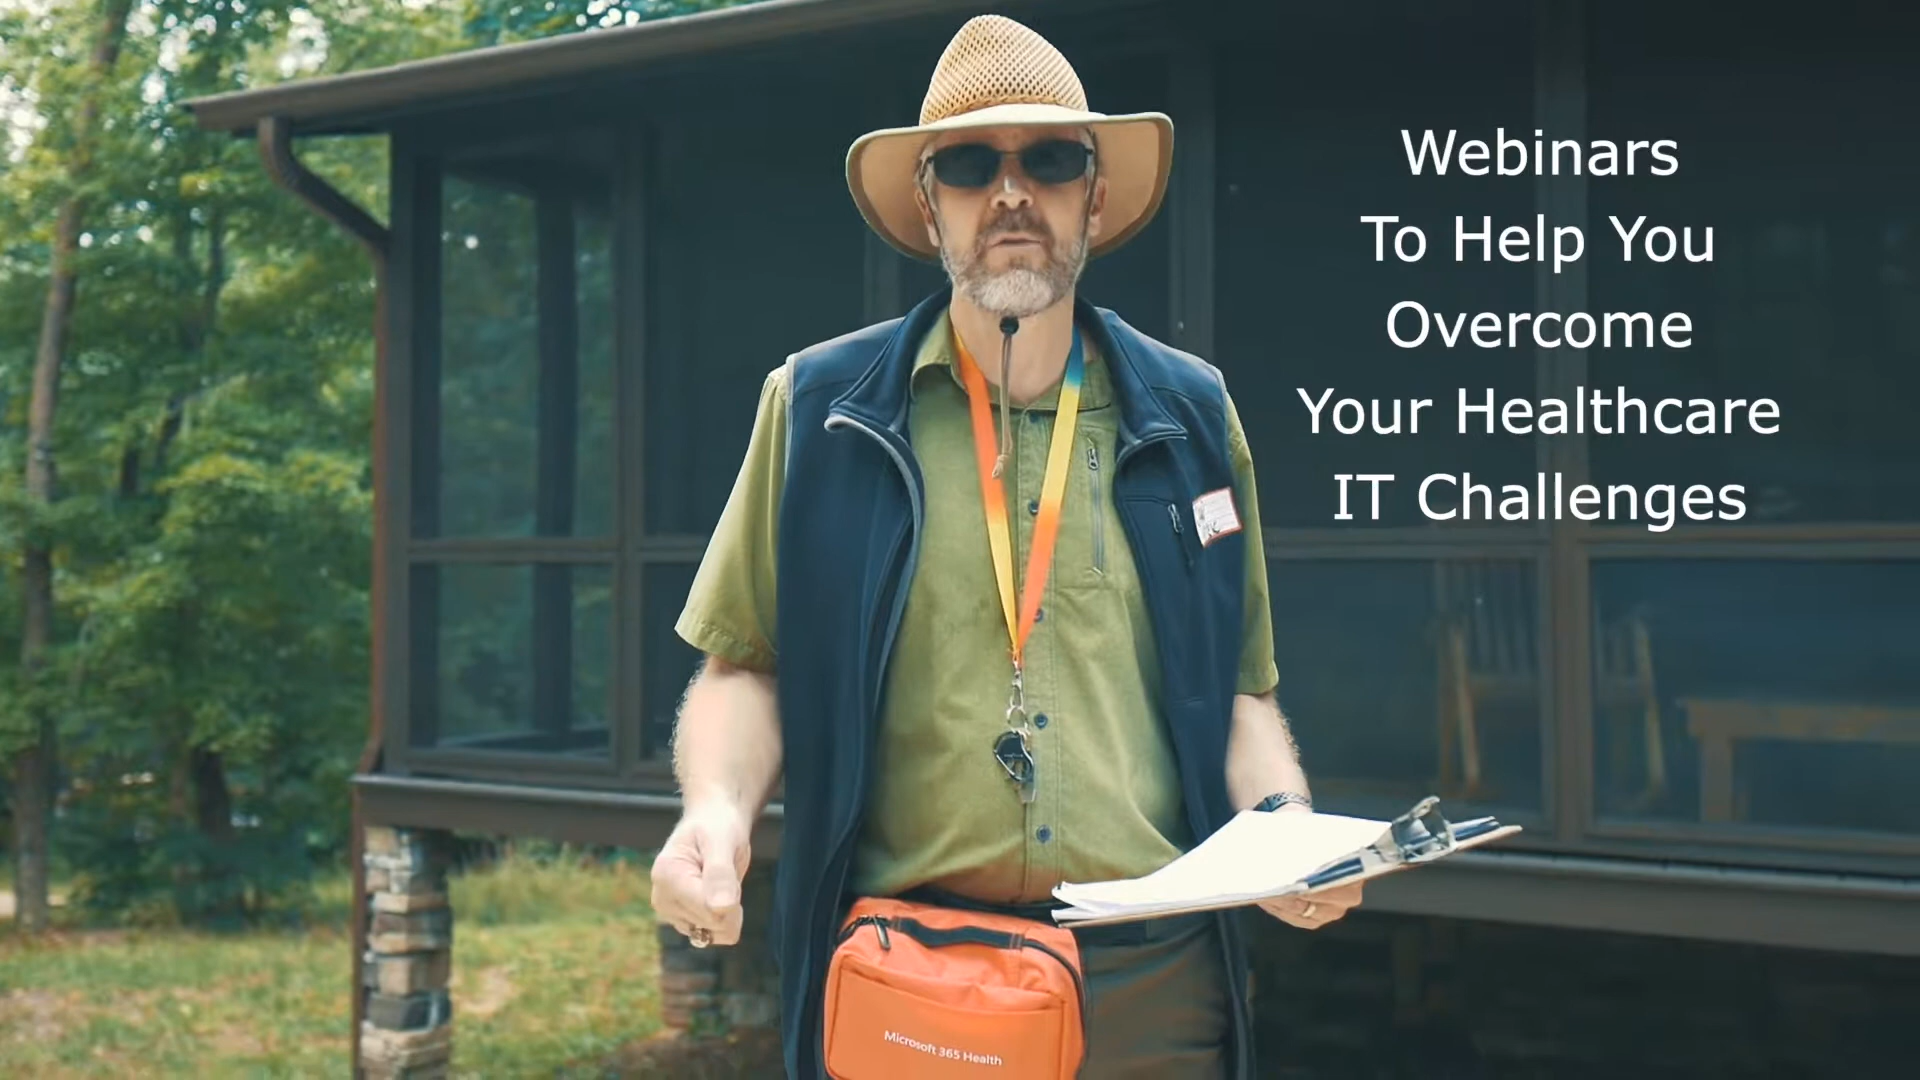 Webinars
To Help You
Overcome
Your Healthcare
IT Challenges
Microsoft 365 Health